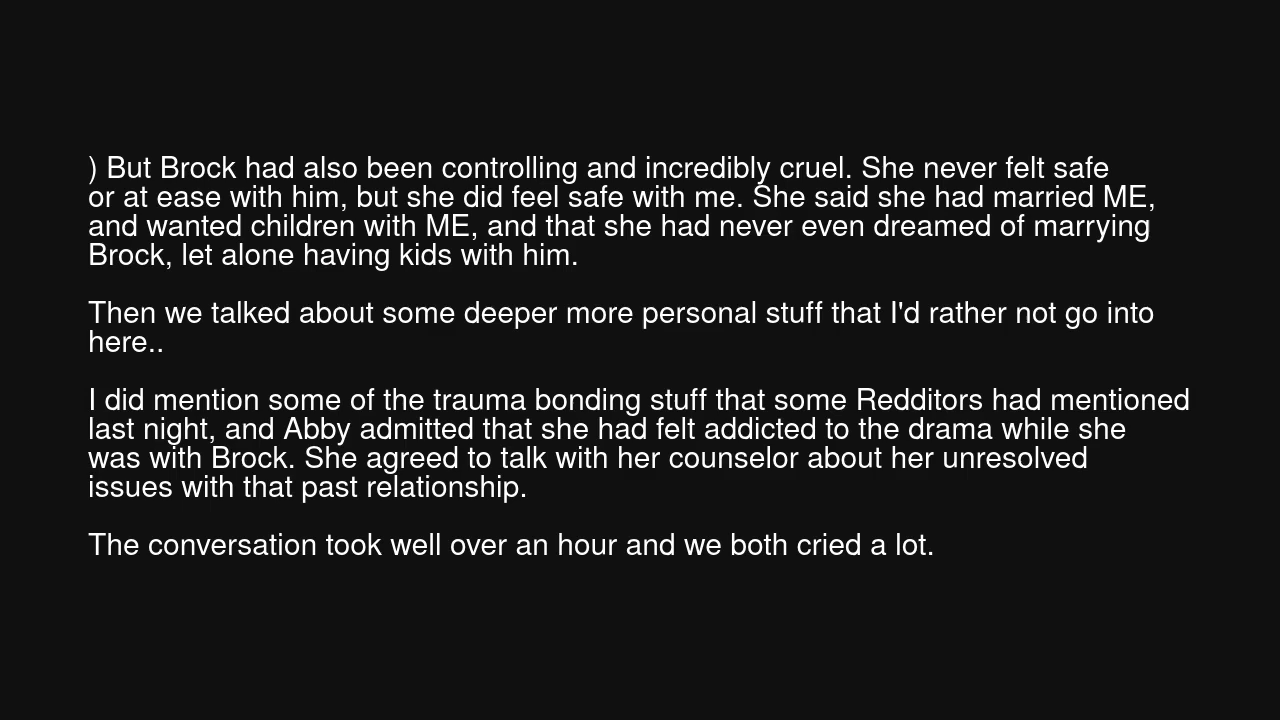 ) But Brock had also been controlling and incredibly cruel. She never felt safe
or at ease with him, but she did feel safe with me. She said she had married ME,
and wanted children with ME, and that she had never even dreamed of marrying
Brock, let alone having kids with him.
Then we talked about some deeper more personal stuff that I'd rather not go into
here..
I did mention some of the trauma bonding stuff that some Redditors had mentioned
last night, and Abby admitted that she had felt addicted to the drama while she
was with Brock. She agreed to talk with her counselor about her unresolved
issues with that past relationship.
The conversation took well over an hour and we both cried a lot.